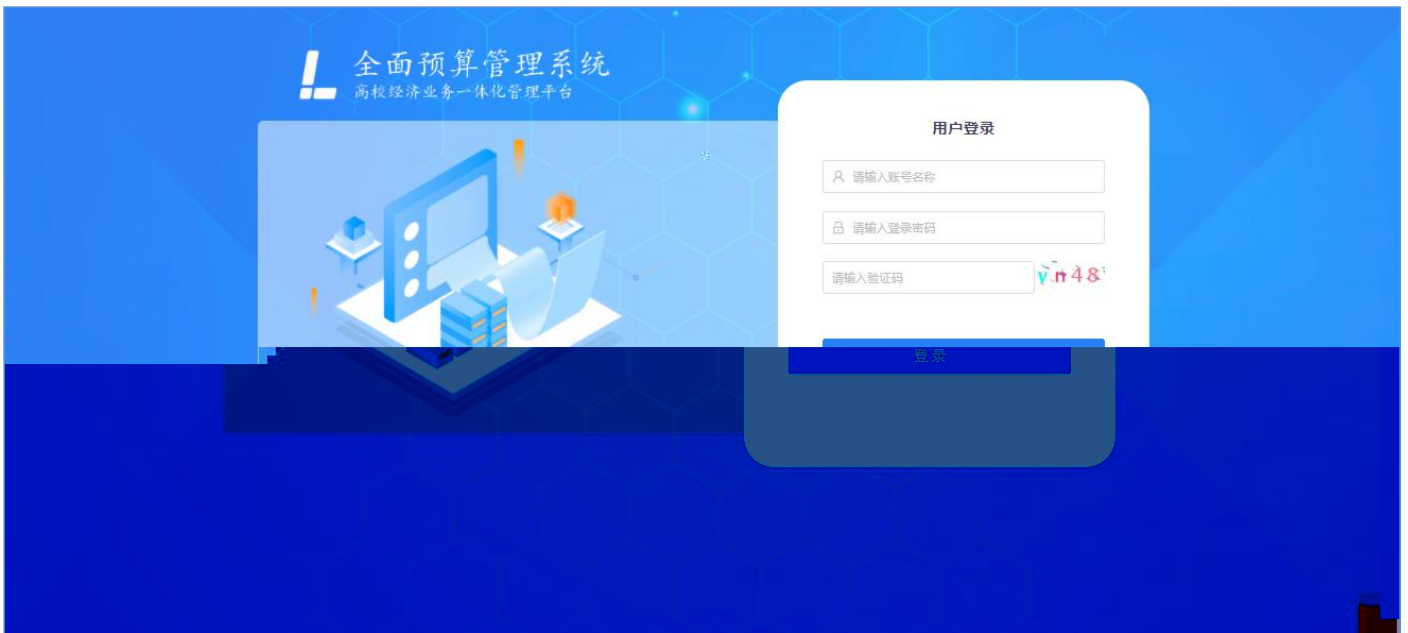 全面预算管理系统
高校经济业务一体化管理平台
用户登录
请输入账号名称
请输入登录密码
请输入验证码
登录